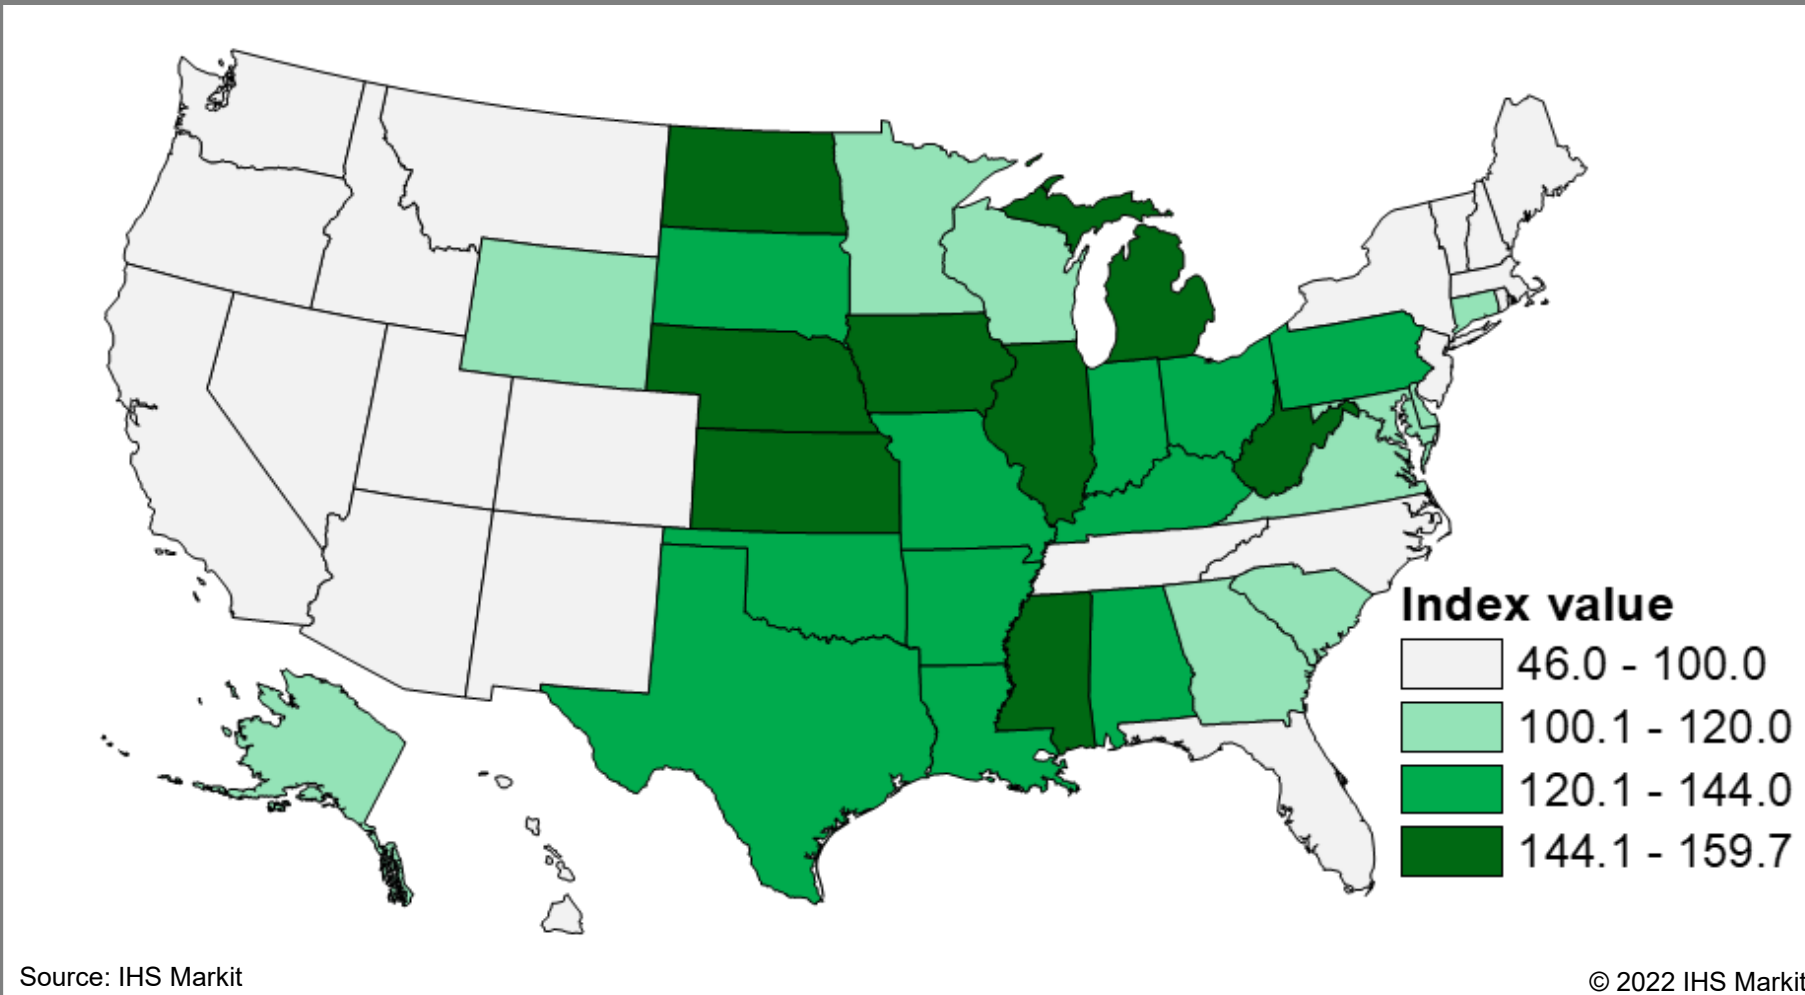 Index value
46.0 - 100.0
100.1 - 120.0
120.1 - 144.0
144.1 - 159.7
Source: IHS Markit
© 2022 IHS Markit